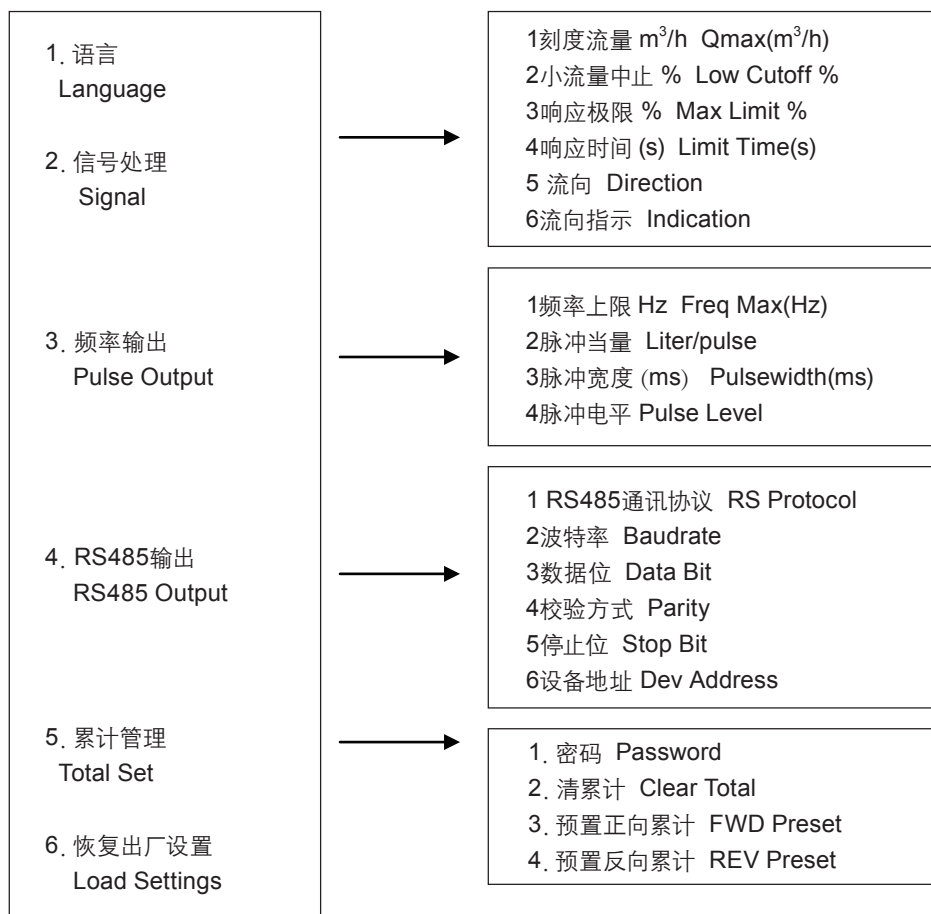 1. 语言
Language
2. 信号处理
Signal
3. 频率输出
Pulse Output
4. RS485输出
RS485 Output
5. 累计管理
Total Set
6. 恢复出厂设置
Load Settings
1刻度流量 m³/h Qmax(m³/h)
2小流量中止 % Low Cutoff %
3响应极限 % Max Limit %
4响应时间 (s) Limit Time(s)
5 流向 Direction
6流向指示 Indication
1频率上限 Hz Freq Max(Hz)
2脉冲当量 Liter/pulse
3脉冲宽度 (ms) Pulsewidth(ms)
4脉冲电平 Pulse Level
1 RS485通讯协议 RS Protocol
2波特率 Baudrate
3数据位 Data Bit
4校验方式 Parity
5停止位 Stop Bit
6设备地址 Dev Address
1. 密码 Password
2. 清累计 Clear Total
3. 预置正向累计 FWD Preset
4. 预置反向累计 REV Preset